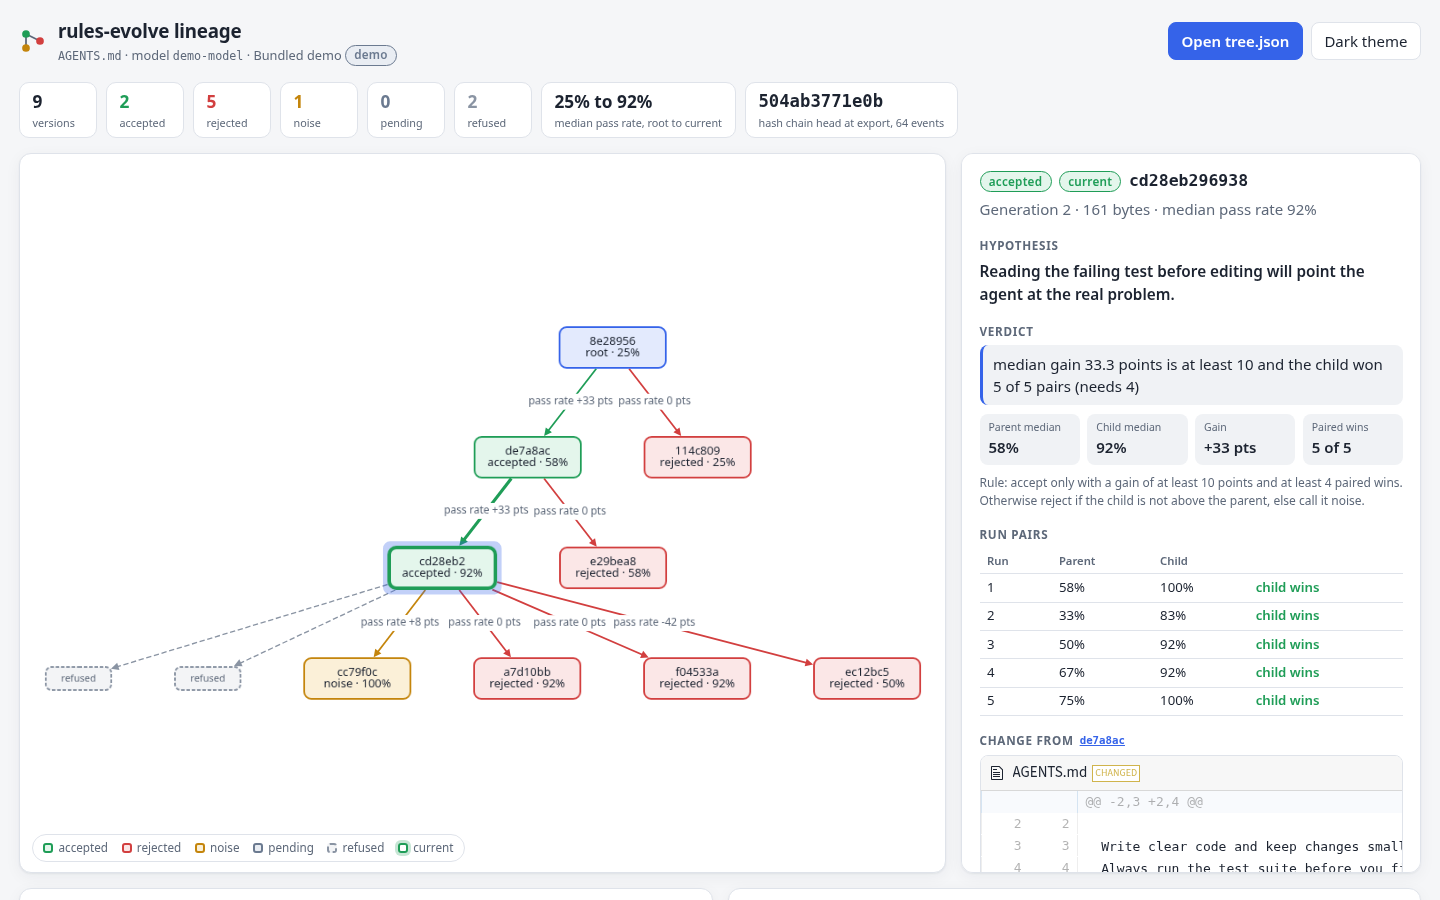 rules-evolve lineage
AGENTS.md · model demo-model · Bundled demo demo
Open tree.json
Dark theme
9
versions
2
accepted
5
rejected
1
noise
0
pending
2
refused
25% to 92%
median pass rate, root to current
504ab3771e0b
hash chain head at export, 64 events
8e28956
root · 25%
pass rate +33 pts
pass rate 0 pts
de7a8ac
accepted · 58%
114c809
rejected · 25%
pass rate +33 pts
pass rate 0 pts
cd28eb2
accepted · 92%
e29bea8
rejected · 58%
pass rate +8 pts
pass rate 0 pts
pass rate 0 pts
pass rate -42 pts
refused
refused
cc79f0c
noise · 100%
a7d10bb
rejected · 92%
f04533a
rejected · 92%
ec12bc5
rejected · 50%
accepted
rejected
noise
pending
refused
current
accepted current cd28eb296938
Generation 2 · 161 bytes · median pass rate 92%
HYPOTHESIS
Reading the failing test before editing will point the
agent at the real problem.
VERDICT
median gain 33.3 points is at least 10 and the child won
5 of 5 pairs (needs 4)
Parent median
58%
Child median
92%
Gain
+33 pts
Paired wins
5 of 5
Rule: accept only with a gain of at least 10 points and at least 4 paired wins.
Otherwise reject if the child is not above the parent, else call it noise.
RUN PAIRS
Run Parent Child
1 58% 100% child wins
2 33% 83% child wins
3 50% 92% child wins
4 67% 92% child wins
5 75% 100% child wins
CHANGE FROM de7a8ac
AGENTS.md CHANGED
@@ -2,3 +2,4 @@
2 2
3 3 Write clear code and keep changes small
4 4 Always run the test suite before you